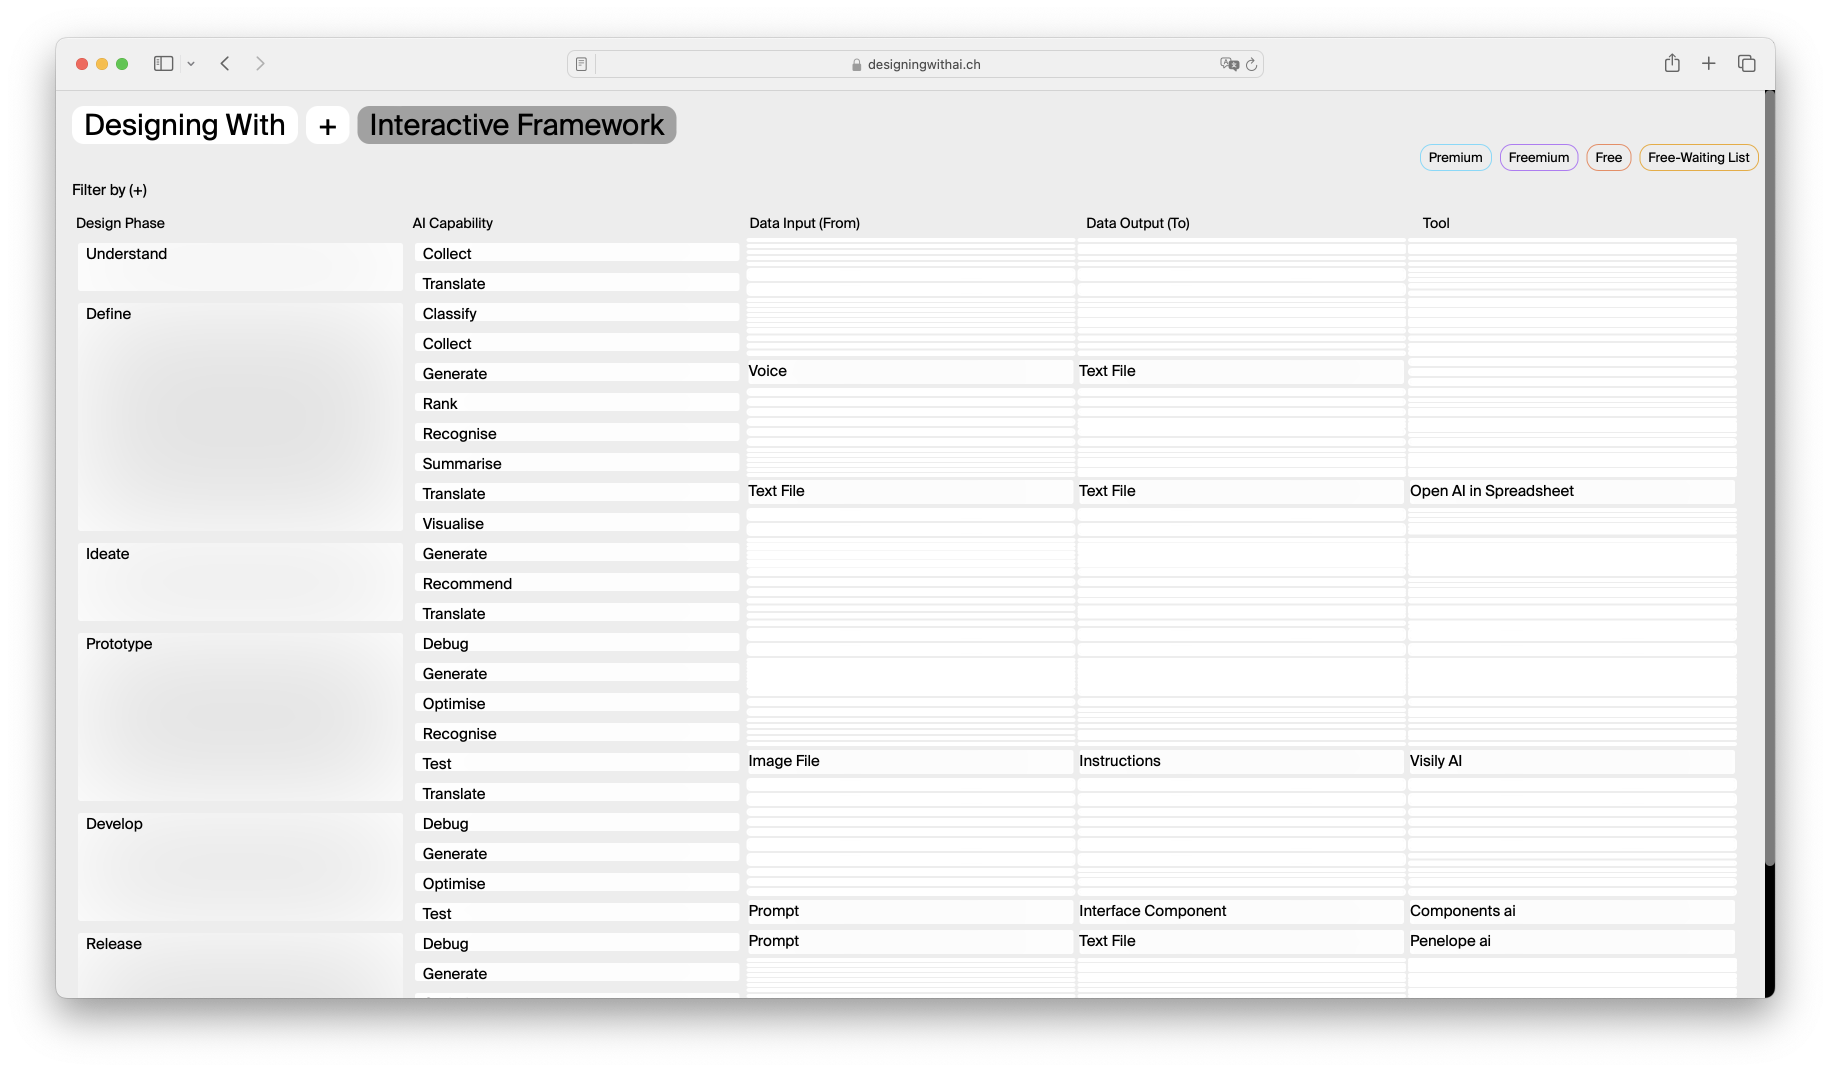 designingwithai.ch
Designing With + Interactive Framework
Premium Freemium Free Free-Waiting List
Filter by (+)
Design Phase AI Capability Data Input (From) Data Output (To) Tool
Understand Collect
Translate
Define Classify
Collect
Generate Voice Text File
Rank
Recognise
Summarise
Translate Text File Text File Open AI in Spreadsheet
Visualise
Ideate Generate
Recommend
Translate
Prototype Debug
Generate
Optimise
Recognise
Test Image File Instructions Visily AI
Translate
Develop Debug
Generate
Optimise
Test Prompt Interface Component Components ai
Release Debug Prompt Text File Penelope ai
Generate